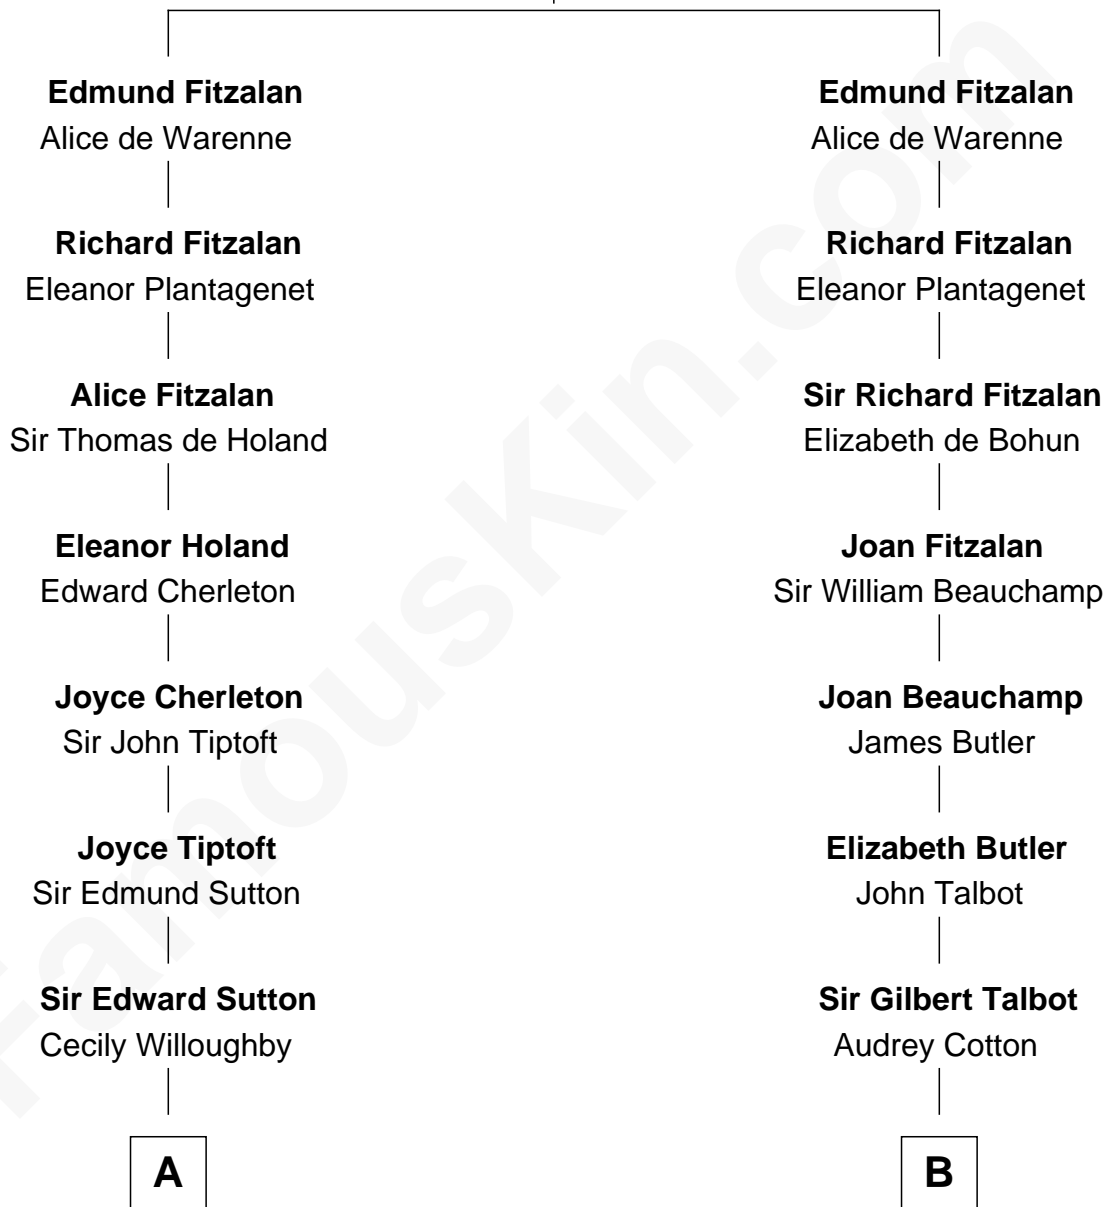 Edmund Fitzalan
Alice de Warenne
Edmund Fitzalan
Alice de Warenne
Richard Fitzalan
Eleanor Plantagenet
Richard Fitzalan
Eleanor Plantagenet
Alice Fitzalan
Sir Thomas de Holand
Sir Richard Fitzalan
Elizabeth de Bohun
Eleanor Holand
Edward Cherleton
Joan Fitzalan
Sir William Beauchamp
Joyce Cherleton
Sir John Tiptoft
Joan Beauchamp
James Butler
Joyce Tiptoft
Sir Edmund Sutton
Elizabeth Butler
John Talbot
Sir Edward Sutton
Cecily Willoughby
Sir Gilbert Talbot
Audrey Cotton
A
B
FamousKin.com